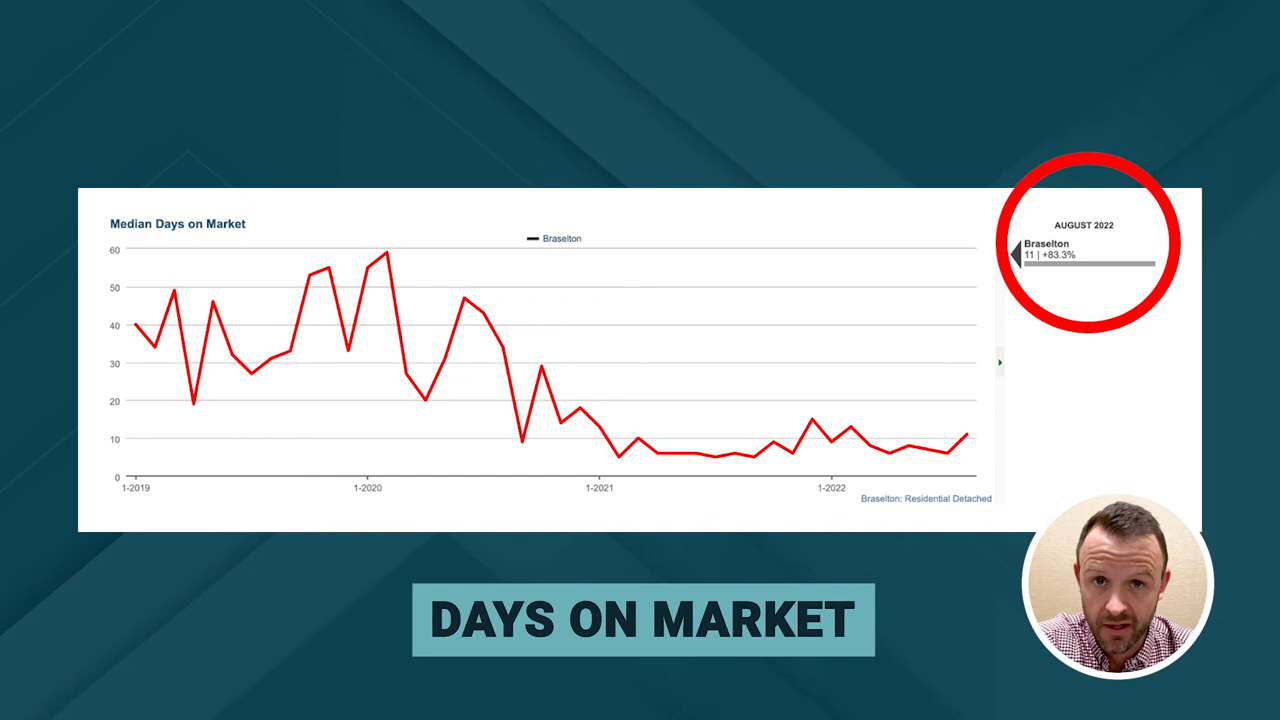 Median Days on Market
Braselton
60
50
40
30
20
10
0
1-2019
1-2020
1-2021
1-2022
Braselton: Residential Detached
AUGUST 2022
Braselton
11 | +83.3%
DAYS ON MARKET